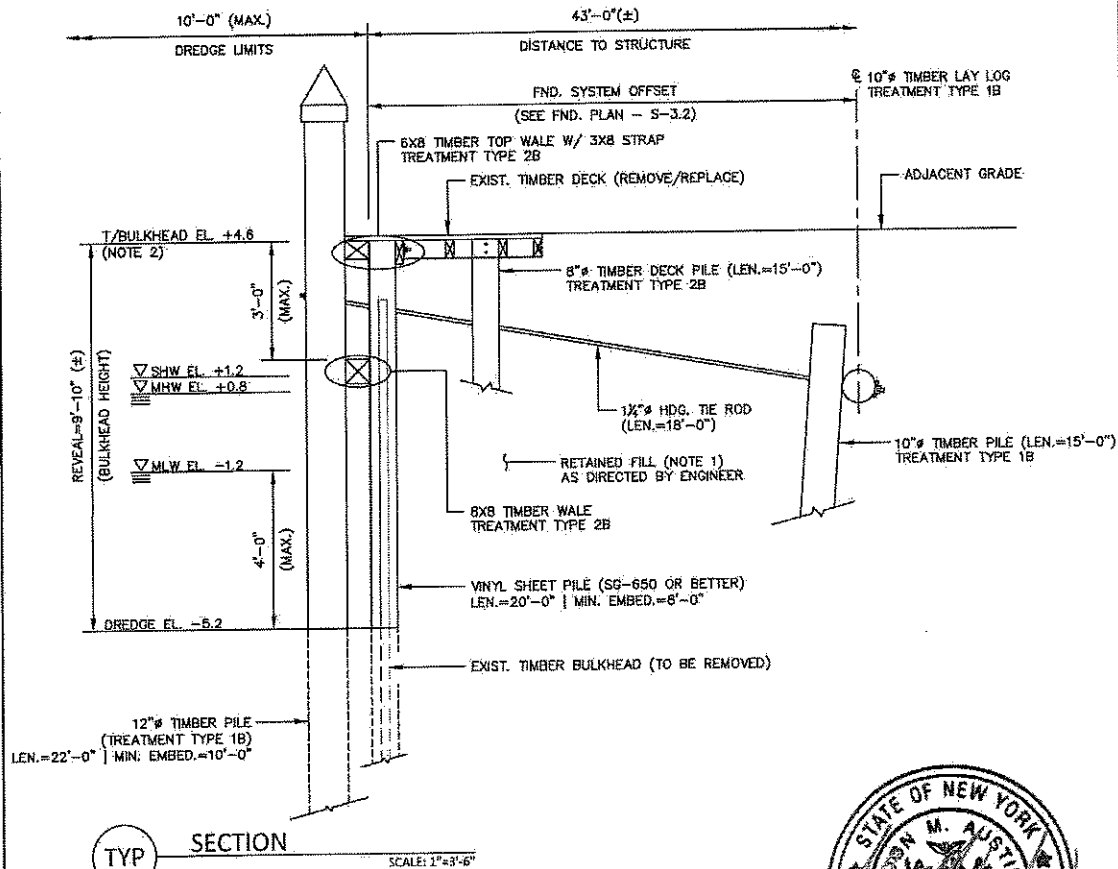 10'-0" (MAX.)
DREDGE LIMITS
43'-0"(±)
DISTANCE TO STRUCTURE
FND. SYSTEM OFFSET
(SEE FND. PLAN - S-3.2)
℄ 10"ø TIMBER LAY LOG
TREATMENT TYPE 1B
6X8 TIMBER TOP WALE W/ 3X8 STRAP
TREATMENT TYPE 2B
EXIST. TIMBER DECK (REMOVE/REPLACE)
ADJACENT GRADE
T/BULKHEAD EL. +4.6
(NOTE 2)
8"ø TIMBER DECK PILE (LEN.=15'-0")
TREATMENT TYPE 2B
3'-0"
(MAX.)
SHW EL. +1.2
MHW EL. +0.8
REVEAL=9'-10" (±)
(BULKHEAD HEIGHT)
1¼"ø HDG. TIE ROD
(LEN.=18'-0")
10"ø TIMBER PILE (LEN.=15'-0")
TREATMENT TYPE 1B
MLW EL. -1.2
RETAINED FILL (NOTE 1)
AS DIRECTED BY ENGINEER
8X8 TIMBER WALE
TREATMENT TYPE 2B
4'-0"
(MAX.)
VINYL SHEET PILE (SG-650 OR BETTER)
LEN.=20'-0" | MIN. EMBED.=8'-0"
DREDGE EL. -5.2
EXIST. TIMBER BULKHEAD (TO BE REMOVED)
12"ø TIMBER PILE
(TREATMENT TYPE 1B)
LEN.=22'-0" | MIN. EMBED.=10'-0"
TYP
SECTION
SCALE: 1"=3'-6"
STATE OF NEW YORK
M. AUSTI